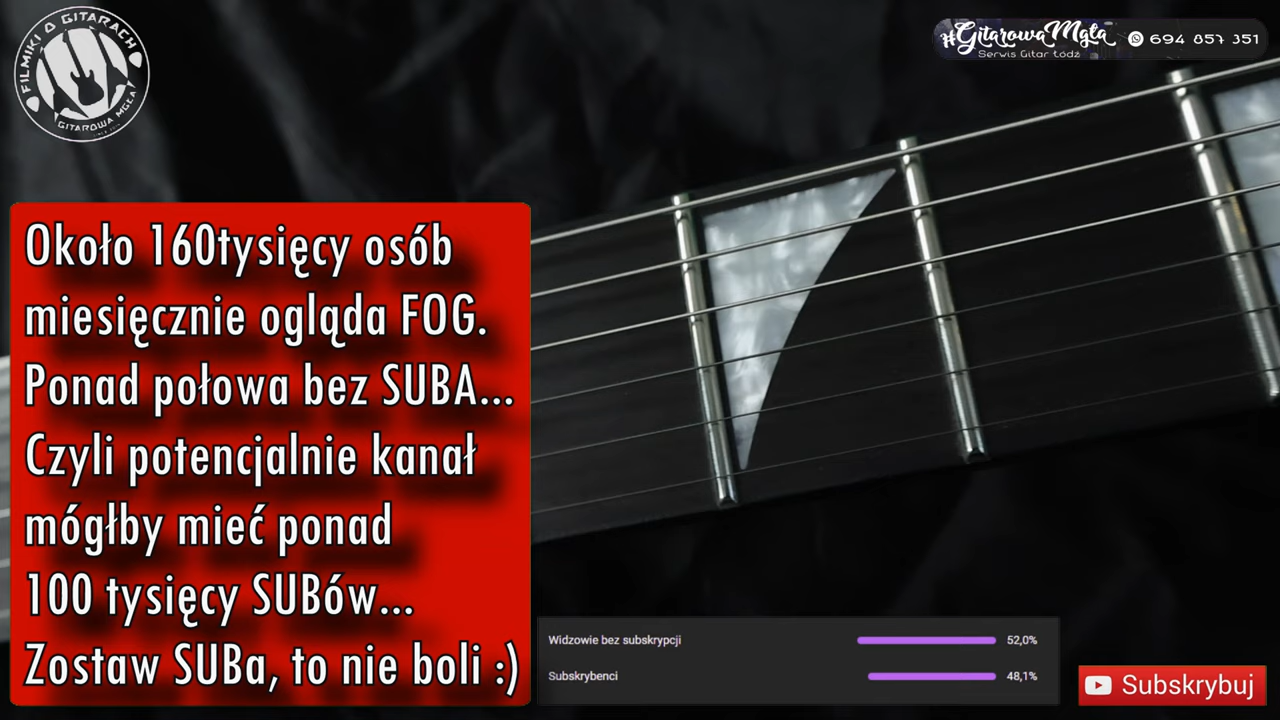 FILMIKI O GITARACH
GITAROWA MGŁA
#GitarowaMgła
Serwis Gitar Łódź
694 857 351
Około 160tysięcy osób
miesięcznie ogląda FOG.
Ponad połowa bez SUBA...
Czyli potencjalnie kanał
mógłby mieć ponad
100 tysięcy SUBów...
Zostaw SUBa, to nie boli :)
Widzowie bez subskrypcji 52,0%
Subskrybenci 48,1%
Subskrybuj